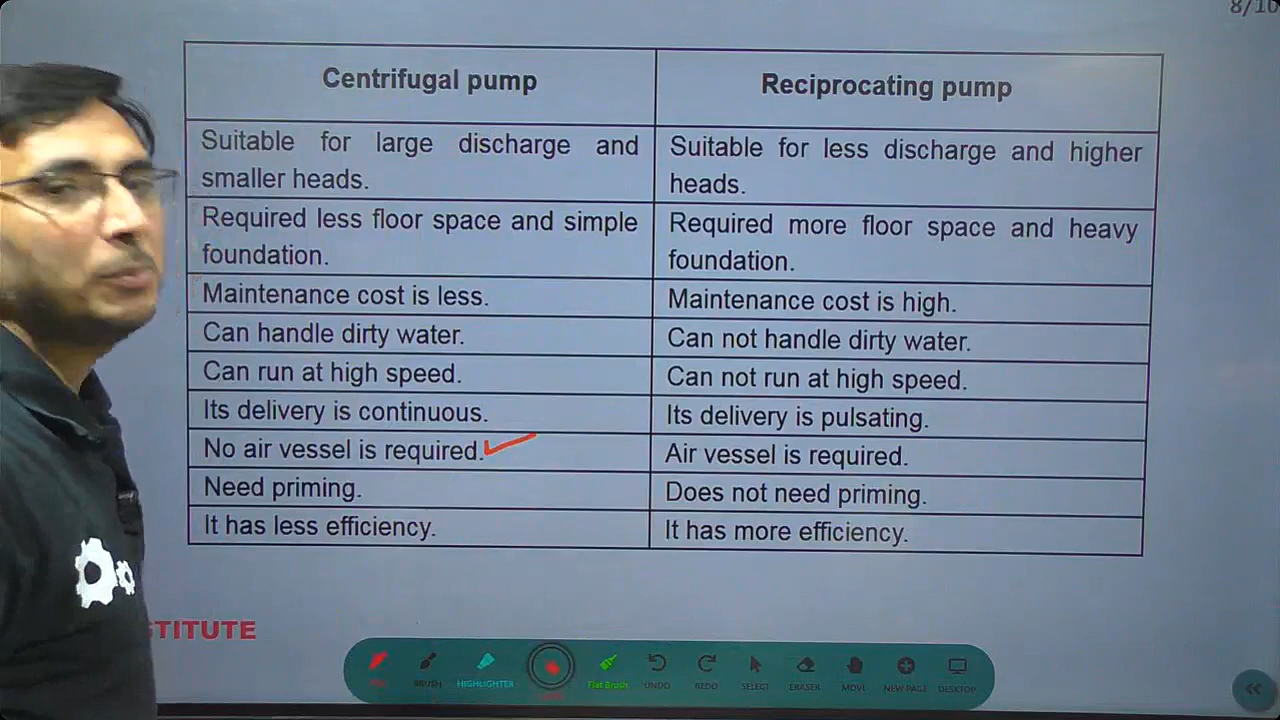 8/10
Centrifugal pump
Reciprocating pump
Suitable for large discharge and
smaller heads.
Suitable for less discharge and higher
heads.
Required less floor space and simple
foundation.
Required more floor space and heavy
foundation.
Maintenance cost is less.
Maintenance cost is high.
Can handle dirty water.
Can not handle dirty water.
Can run at high speed.
Can not run at high speed.
Its delivery is continuous.
Its delivery is pulsating.
No air vessel is required.
Air vessel is required.
Need priming.
Does not need priming.
It has less efficiency.
It has more efficiency.
TITUTE
BRUSH
HIGHLIGHTER
Flat Brush
UNDO
REDO
SELECT
ERASER
MOVE
NEW PAGE
DESKTOP